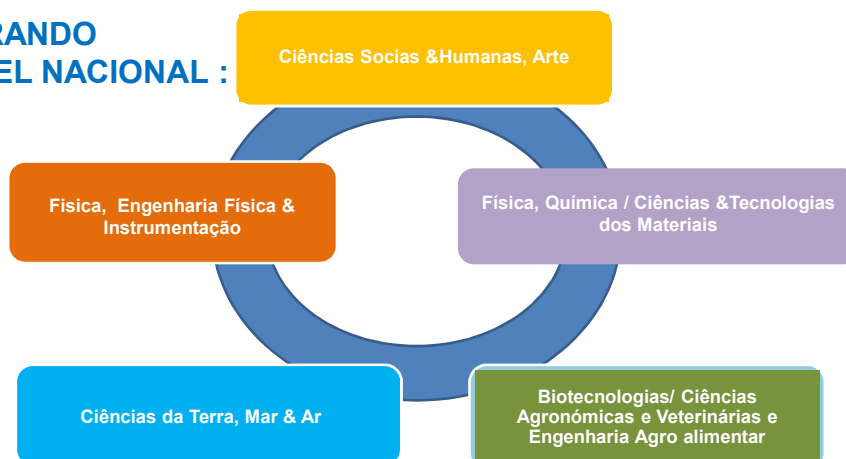 RANDO
EL NACIONAL :
Ciências Socias &Humanas, Arte
Fisica, Engenharia Física &
Instrumentação
Física, Química / Ciências &Tecnologias
dos Materiais
Ciências da Terra, Mar & Ar
Biotecnologias/ Ciências
Agronómicas e Veterinárias e
Engenharia Agro alimentar